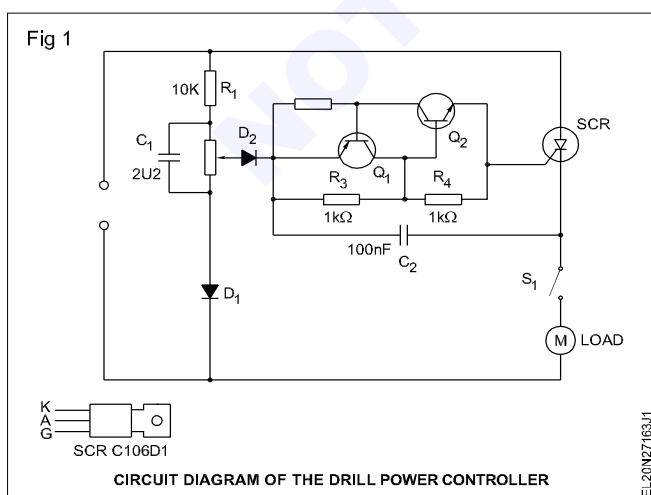 NOT
Fig 1
10K R1
C1
2U2
D2
Q1
Q2
SCR
R3
1kΩ
R4
1kΩ
100nF
C2
S1
D1
M LOAD
K
A
G
SCR C106D1
CIRCUIT DIAGRAM OF THE DRILL POWER CONTROLLER
EL20N27163J1